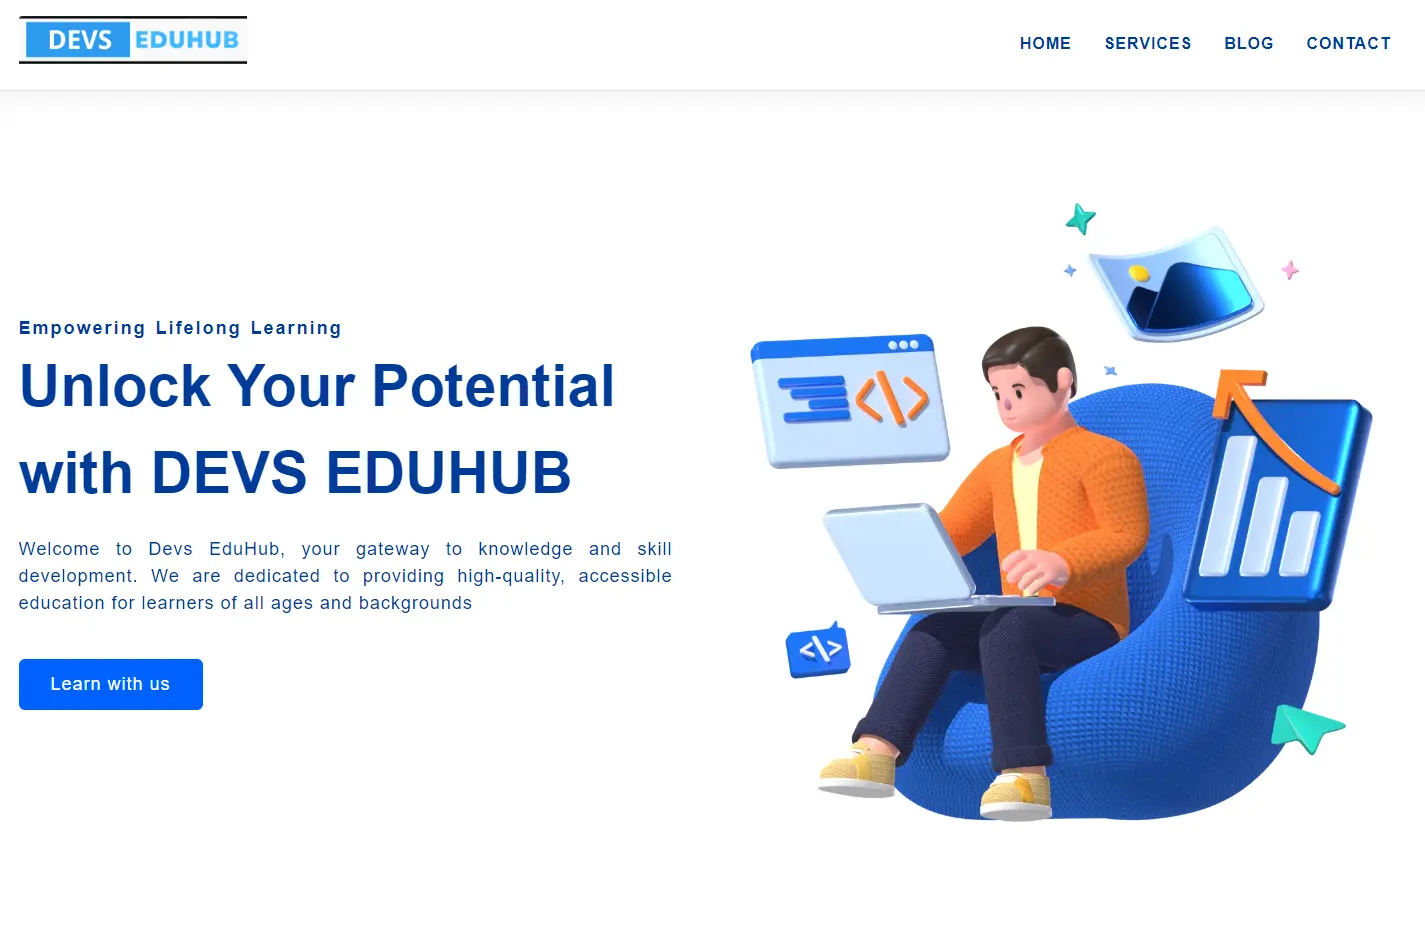 DEVS EDUHUB
HOME SERVICES BLOG CONTACT
Empowering Lifelong Learning
Unlock Your Potential
with DEVS EDUHUB
Welcome to Devs EduHub, your gateway to knowledge and skill
development. We are dedicated to providing high-quality, accessible
education for learners of all ages and backgrounds
</>
</>
Learn with us